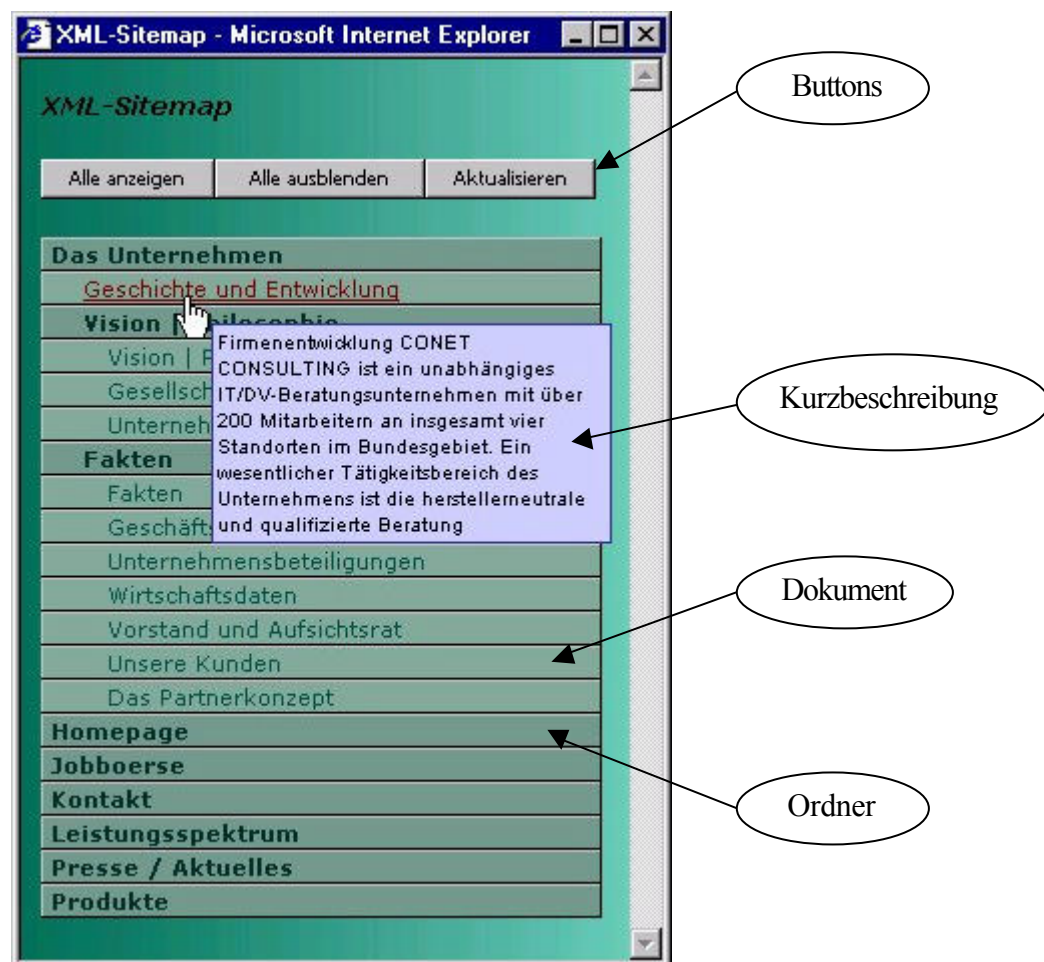 XML-Sitemap - Microsoft Internet Explorer
XML-Sitemap
Buttons
Alle anzeigen Alle ausblenden Aktualisieren
Das Unternehmen
Geschichte und Entwicklung
Vision |
Vision |
Firmenentwicklung CONET
CONSULTING ist ein unabhängiges
IT/DV-Beratungsunternehmen mit über
200 Mitarbeitern an insgesamt vier
Standorten im Bundesgebiet. Ein
wesentlicher Tätigkeitsbereich des
Unternehmens ist die herstellerneutrale
und qualifizierte Beratung
Kurzbeschreibung
Fakten
Fakten
Unternehmensbeteiligungen
Wirtschaftsdaten
Dokument
Vorstand und Aufsichtsrat
Unsere Kunden
Das Partnerkonzept
Homepage
Jobboerse
Kontakt
Ordner
Leistungsspektrum
Presse / Aktuelles
Produkte